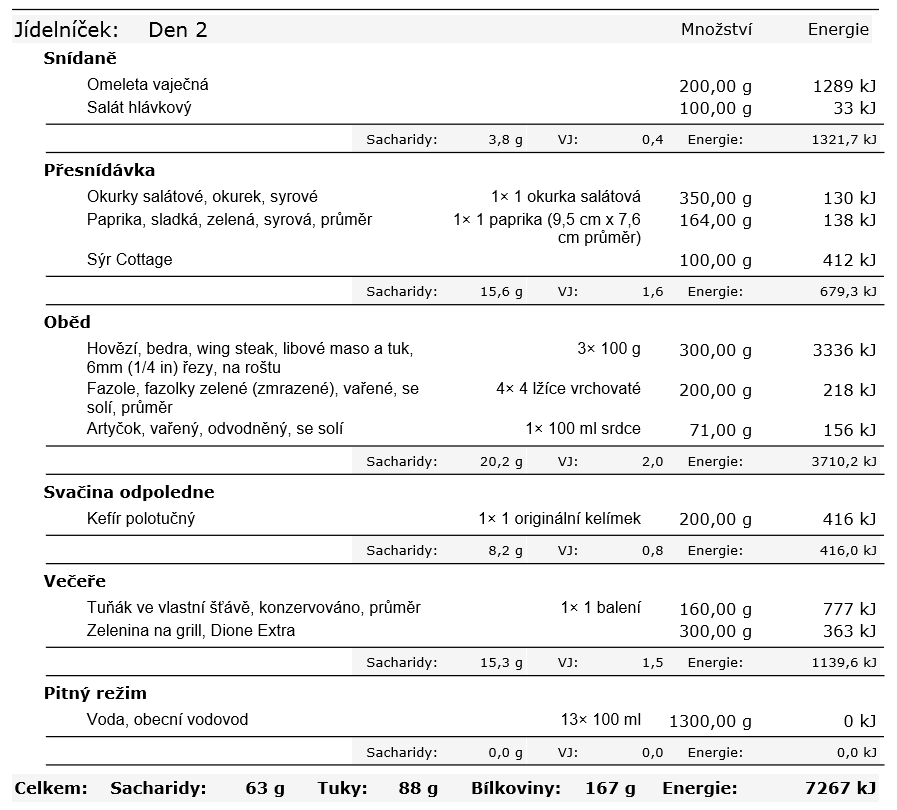 Jídelníček: Den 2 Množství Energie
Snídaně
Omeleta vaječná 200,00 g 1289 kJ
Salát hlávkový 100,00 g 33 kJ
Sacharidy: 3,8 g VJ: 0,4 Energie: 1321,7 kJ
Přesnídávka
Okurky salátové, okurek, syrové 1× 1 okurka salátová 350,00 g 130 kJ
Paprika, sladká, zelená, syrová, průměr 1× 1 paprika (9,5 cm x 7,6 164,00 g 138 kJ
cm průměr)
Sýr Cottage 100,00 g 412 kJ
Sacharidy: 15,6 g VJ: 1,6 Energie: 679,3 kJ
Oběd
Hovězí, bedra, wing steak, libové maso a tuk, 3× 100 g 300,00 g 3336 kJ
6mm (1/4 in) řezy, na roštu
Fazole, fazolky zelené (zmrazené), vařené, se 4× 4 lžíce vrchovaté 200,00 g 218 kJ
solí, průměr
Artyčok, vařený, odvodněný, se solí 1× 100 ml srdce 71,00 g 156 kJ
Sacharidy: 20,2 g VJ: 2,0 Energie: 3710,2 kJ
Svačina odpoledne
Kefír polotučný 1× 1 originální kelímek 200,00 g 416 kJ
Sacharidy: 8,2 g VJ: 0,8 Energie: 416,0 kJ
Večeře
Tuňák ve vlastní šťávě, konzervováno, průměr 1× 1 balení 160,00 g 777 kJ
Zelenina na grill, Dione Extra 300,00 g 363 kJ
Sacharidy: 15,3 g VJ: 1,5 Energie: 1139,6 kJ
Pitný režim
Voda, obecní vodovod 13× 100 ml 1300,00 g 0 kJ
Sacharidy: 0,0 g VJ: 0,0 Energie: 0,0 kJ
Celkem: Sacharidy: 63 g Tuky: 88 g Bílkoviny: 167 g Energie: 7267 kJ